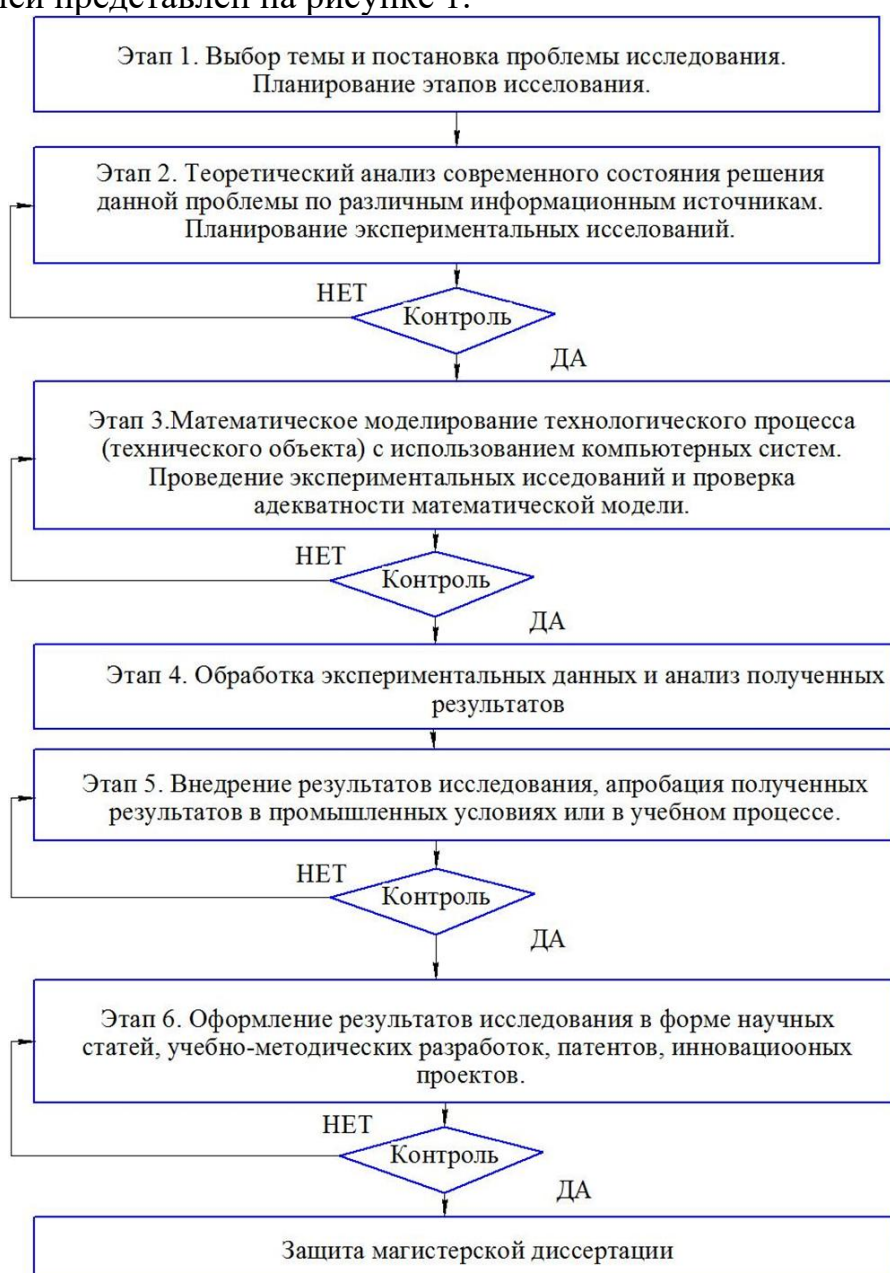 представлен на рисунке 1.
Этап 1. Выбор темы и постановка проблемы исследования.
Планирование этапов исселования.
Этап 2. Теоретический анализ современного состояния решения
данной проблемы по различным информационным источникам.
Планирование экспериментальных исселований.
НЕТ
Контроль
ДА
Этап 3.Математическое моделирование технологического процесса
(технического объекта) с использованием компьютерных систем.
Проведение экспериментальных исседований и проверка
адекватности математической модели.
НЕТ
Контроль
ДА
Этап 4. Обработка экспериментальных данных и анализ полученных
результатов
Этап 5. Внедрение результатов исследования, апробация полученных
результатов в промышленных условиях или в учебном процессе.
НЕТ
Контроль
ДА
Этап 6. Оформление результатов исследования в форме научных
статей, учебно-методических разработок, патентов, инновациооных
проектов.
НЕТ
Контроль
ДА
Защита магистерской диссертации